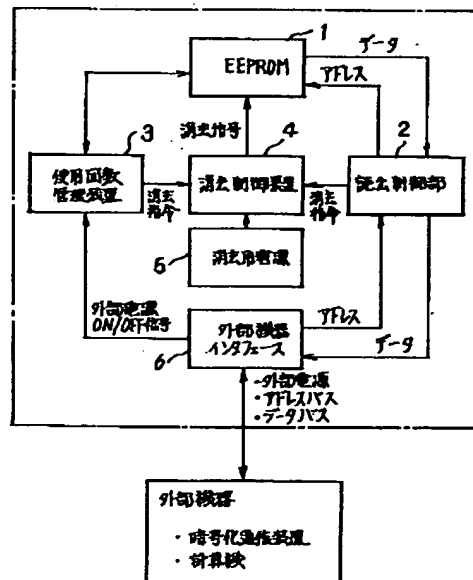 1
EEPROM
データ
アドレス
消去信号
3
4
2
使用回数
管理装置
消去
指令
消去制御装置
消去
指令
読出制御部
5
消去用電源
外部電源
ON/OFF信号
外部機器
インタフェース
6
アドレス
データ
・外部電源
・アドレスバス
・データバス
外部機器
・暗号化通信装置
・計算機